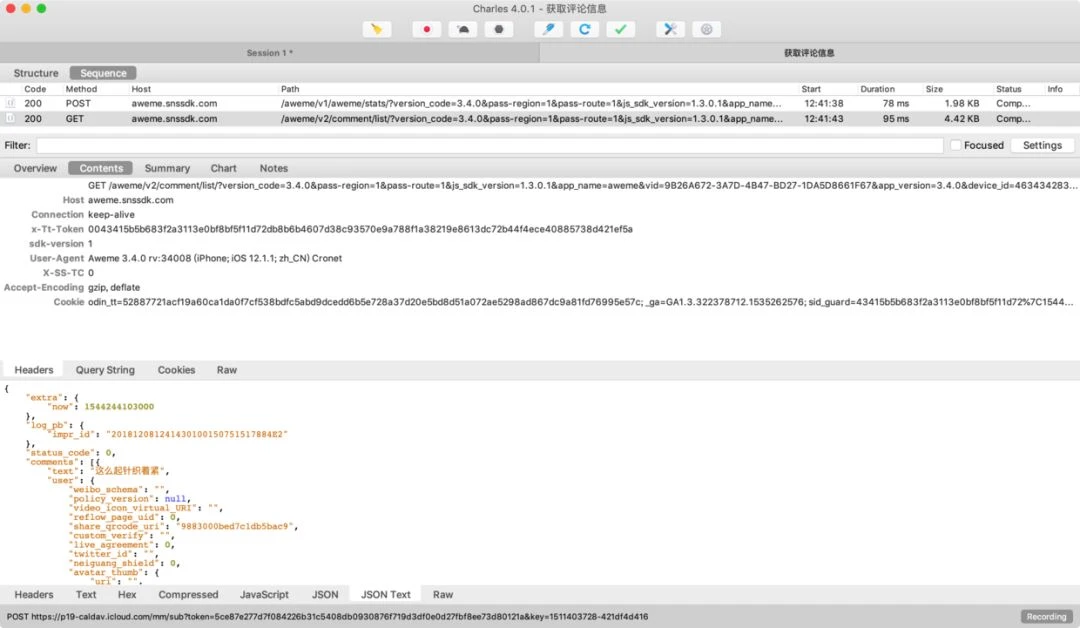 Charles 4.0.1 - 获取评论信息
Session 1 *
获取评论信息
Structure Sequence
Code Method Host Path Start Duration Size Status Info
200 POST aweme.snssdk.com /aweme/v1/aweme/stats/?version_code=3.4.0&pass-region=1&pass-route=1&js_sdk_version=1.3.0.1&app_name... 12:41:38 78 ms 1.98 KB Comp...
200 GET aweme.snssdk.com /aweme/v2/comment/list/?version_code=3.4.0&pass-region=1&pass-route=1&js_sdk_version=1.3.0.1&app_name... 12:41:43 95 ms 4.42 KB Comp...
Filter: Focused Settings
Overview Contents Summary Chart Notes
GET /aweme/v2/comment/list/?version_code=3.4.0&pass-region=1&pass-route=1&js_sdk_version=1.3.0.1&app_name=aweme&vid=9B26A672-3A7D-4B47-BD27-1DA5D8661F67&app_version=3.4.0&device_id=463434283...
Host aweme.snssdk.com
Connection keep-alive
x-Tt-Token 0043415b5b683f2a3113e0bf8bf5f11d72db8b6b4607d38c93570e9a788f1a38219e8613dc72b44f4ece40885738d421ef5a
sdk-version 1
User-Agent Aweme 3.4.0 rv:34008 (iPhone; iOS 12.1.1; zh_CN) Cronet
X-SS-TC 0
Accept-Encoding gzip, deflate
Cookie odin_tt=52887721acf19a60ca1da0f7cf538bdfc5abd9dcedd6b5e728a37d20e5bd8d51a072ae5298ad867dc9a81fd76995e57c; _ga=GA1.3.322378712.1535262576; sid_guard=43415b5b683f2a3113e0bf8bf5f11d72%7C1544...
Headers Query String Cookies Raw
{
"extra": {
"now": 1544244103000
},
"log_pb": {
"impr_id": "201812081241430100150751517884E2"
},
"status_code": 0,
"comments": [{
"text": "这么起针织着紧",
"user": {
"weibo_schema": "",
"policy_version": null,
"video_icon_virtual_URI": "",
"reflow_page_uid": 0,
"share_qrcode_uri": "9883000bed7c1db5bac9",
"custom_verify": "",
"live_agreement": 0,
"twitter_id": "",
"neiguang_shield": 0,
"avatar_thumb": {
"uri": "",
Headers Text Hex Compressed JavaScript JSON JSON Text Raw
POST https://p19-caldav.icloud.com/mm/sub?token=5ce87e277d7f084226b31c5408db0930876f719d3df0e0d27fbf8ee73d80121a&key=1511403728-421df4d416 Recording